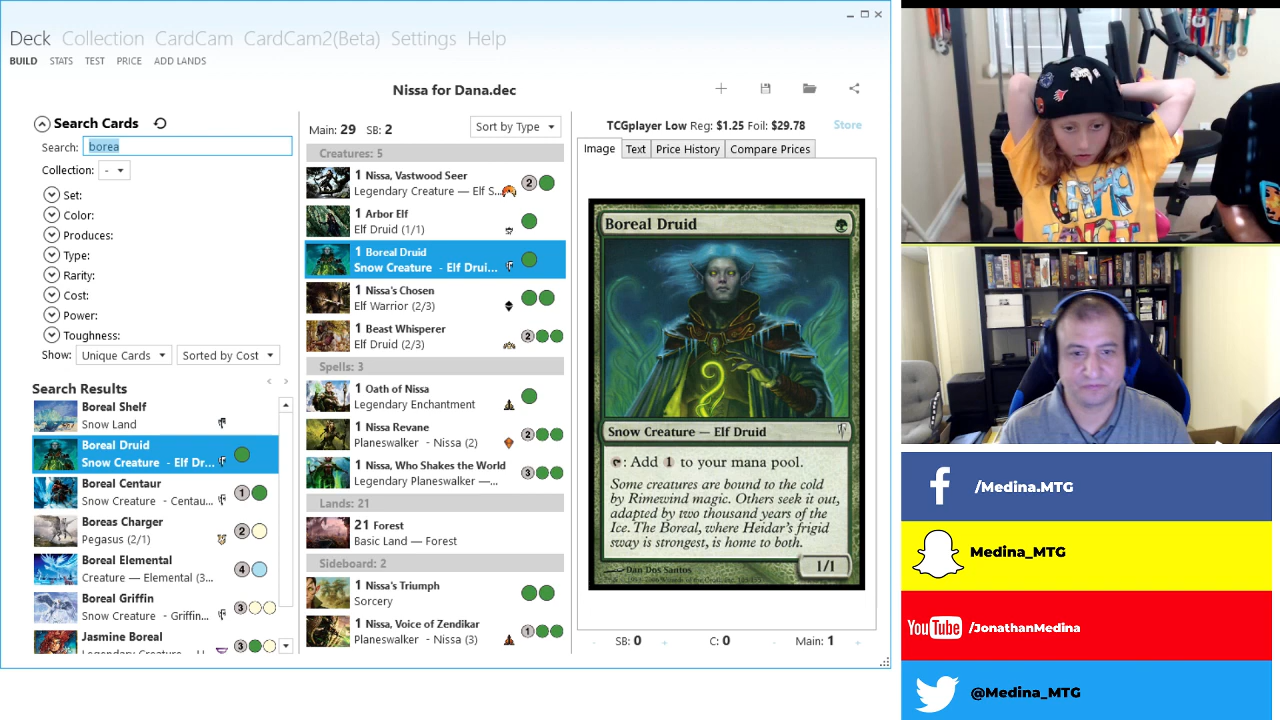 Deck Collection CardCam CardCam2(Beta) Settings Help
BUILD STATS TEST PRICE ADD LANDS
Nissa for Dana.dec
Search Cards
Search: borea
Collection: -
Set:
Color:
Produces:
Type:
Rarity:
Cost:
Power:
Toughness:
Show: Unique Cards Sorted by Cost
Search Results
Boreal Shelf
Snow Land
Boreal Druid
Snow Creature - Elf Dr...
Boreal Centaur
Snow Creature - Centau...
1
Boreas Charger
Pegasus (2/1)
2
Boreal Elemental
Creature — Elemental (3...
4
Boreal Griffin
Snow Creature - Griffin...
3
Jasmine Boreal
3
Main: 29 SB: 2
Sort by Type
Creatures: 5
1 Nissa, Vastwood Seer
Legendary Creature — Elf S...
2
1 Arbor Elf
Elf Druid (1/1)
1 Boreal Druid
Snow Creature - Elf Drui...
1 Nissa's Chosen
Elf Warrior (2/3)
1 Beast Whisperer
Elf Druid (2/3)
2
Spells: 3
1 Oath of Nissa
Legendary Enchantment
1 Nissa Revane
Planeswalker - Nissa (2)
2
1 Nissa, Who Shakes the World
Legendary Planeswalker —...
3
Lands: 21
21 Forest
Basic Land — Forest
Sideboard: 2
1 Nissa's Triumph
Sorcery
1 Nissa, Voice of Zendikar
Planeswalker - Nissa (3)
1
TCGplayer Low Reg: $1.25 Foil: $29.78 Store
Image Text Price History Compare Prices
Boreal Druid
Snow Creature — Elf Druid
: Add 1 to your mana pool.
Some creatures are bound to the cold
by Rimewind magic. Others seek it out,
adapted by two thousand years of the
Ice. The Boreal, where Heidar's frigid
sway is strongest, is home to both.
Dan Dos Santos
1/1
- SB: 0 + C: 0 - Main: 1 +
/Medina.MTG
Medina_MTG
YouTube /JonathanMedina
@Medina_MTG